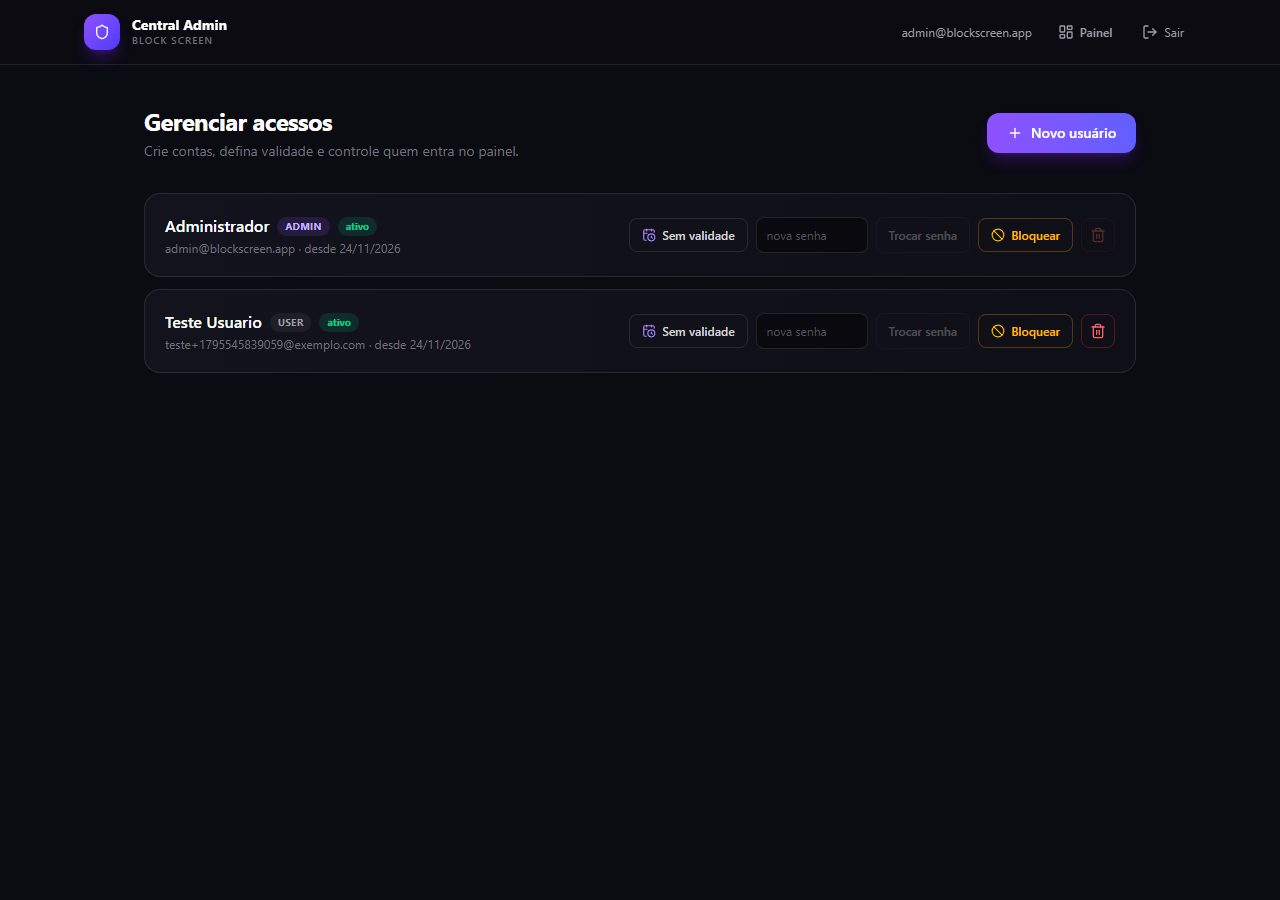 Central Admin
BLOCK SCREEN
admin@blockscreen.app
Painel
Sair
Gerenciar acessos
Crie contas, defina validade e controle quem entra no painel.
Novo usuário
Administrador ADMIN ativo
admin@blockscreen.app · desde 24/11/2026
Sem validade
nova senha
Trocar senha
Bloquear
Teste Usuario USER ativo
teste+1795545839059@exemplo.com · desde 24/11/2026
Sem validade
nova senha
Trocar senha
Bloquear